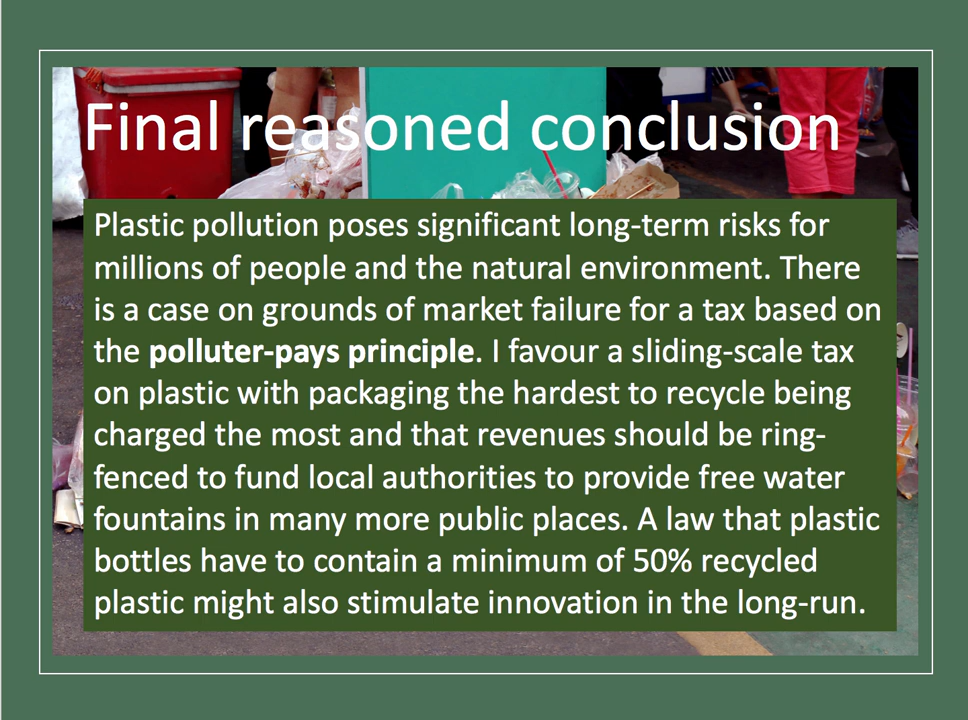 Final reasoned conclusion
Plastic pollution poses significant long-term risks for
millions of people and the natural environment. There
is a case on grounds of market failure for a tax based on
the polluter-pays principle. I favour a sliding-scale tax
on plastic with packaging the hardest to recycle being
charged the most and that revenues should be ring-
fenced to fund local authorities to provide free water
fountains in many more public places. A law that plastic
bottles have to contain a minimum of 50% recycled
plastic might also stimulate innovation in the long-run.